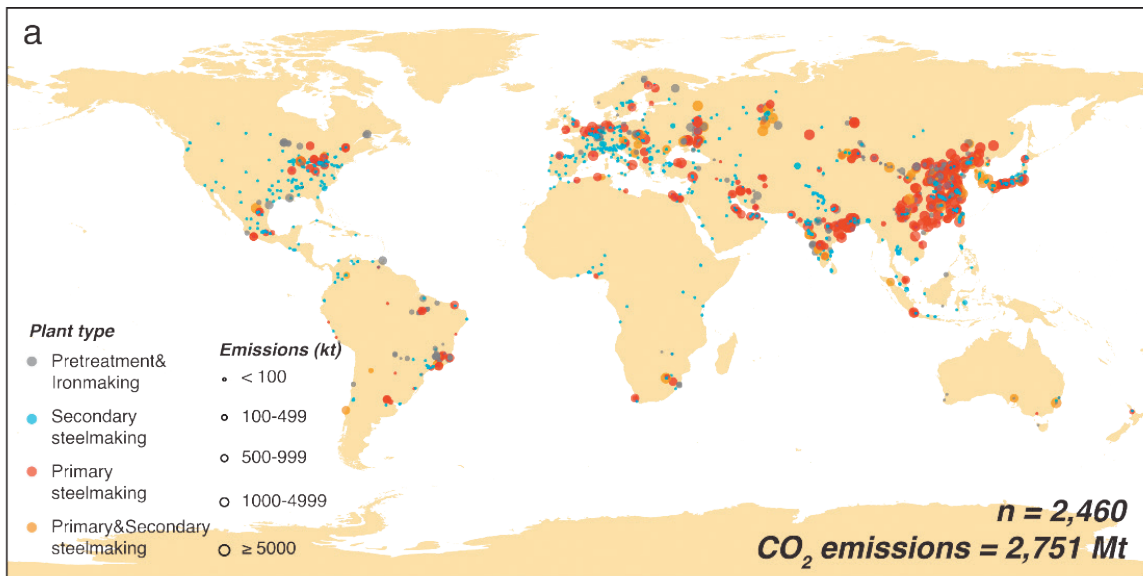 a
Plant type
Pretreatment&
Ironmaking
Secondary
steelmaking
Primary
steelmaking
Primary&Secondary
steelmaking
Emissions (kt)
< 100
100-499
500-999
1000-4999
≥ 5000
n = 2,460
CO₂ emissions = 2,751 Mt